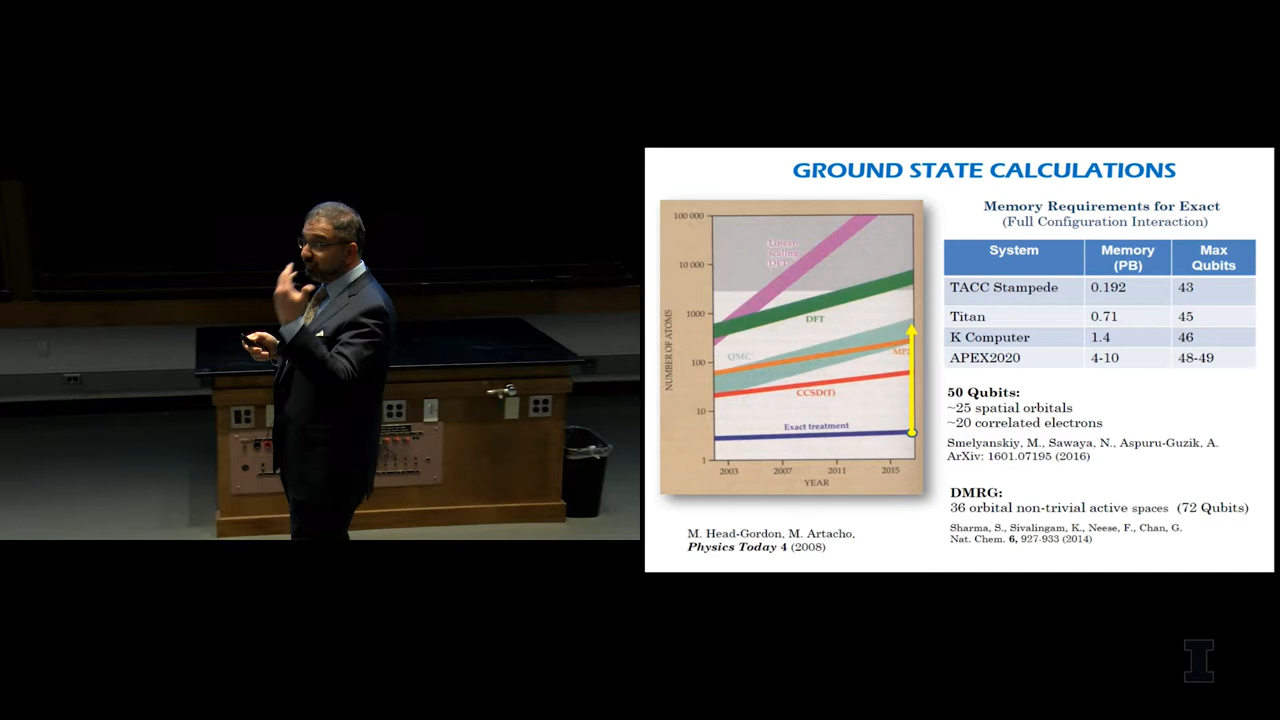 GROUND STATE CALCULATIONS
100 000
10 000
1000
100
10
1
NUMBER OF ATOMS
Linear-
Scaling
DFT
DFT
QMC
MP2
CCSD(T)
Exact treatment
2003 2007 2011 2015
YEAR
M. Head-Gordon, M. Artacho,
Physics Today 4 (2008)
Memory Requirements for Exact
(Full Configuration Interaction)
System Memory (PB) Max Qubits
TACC Stampede 0.192 43
Titan 0.71 45
K Computer 1.4 46
APEX2020 4-10 48-49
50 Qubits:
~25 spatial orbitals
~20 correlated electrons
Smelyanskiy, M., Sawaya, N., Aspuru-Guzik, A.
ArXiv: 1601.07195 (2016)
DMRG:
36 orbital non-trivial active spaces (72 Qubits)
Sharma, S., Sivalingam, K., Neese, F., Chan, G.
Nat. Chem. 6, 927-933 (2014)
I